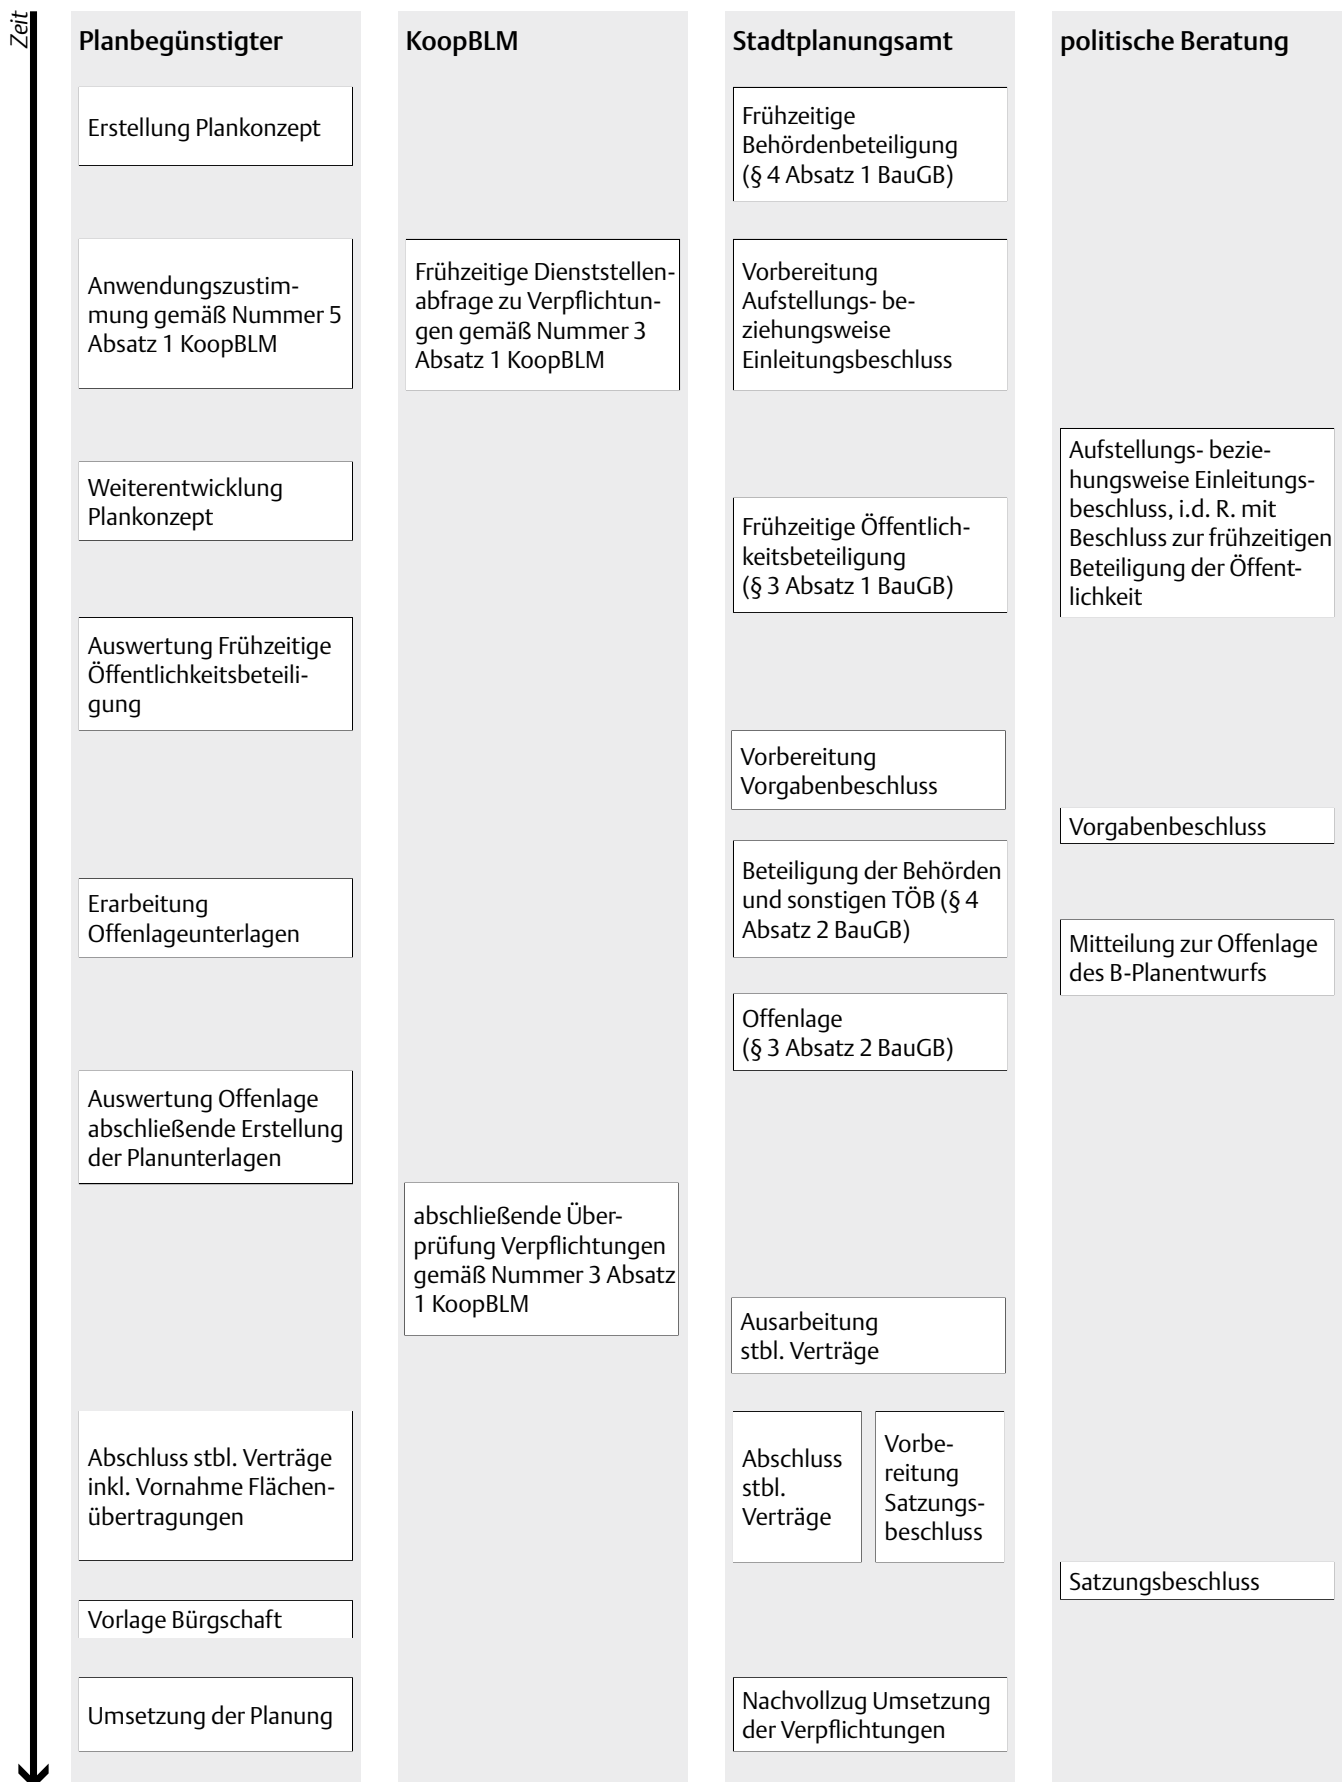 Zeit
Planbegünstigter
Erstellung Plankonzept
Anwendungszustim-
mung gemäß Nummer 5
Absatz 1 KoopBLM
Weiterentwicklung
Plankonzept
Auswertung Frühzeitige
Öffentlichkeitsbeteili-
gung
Erarbeitung
Offenlageunterlagen
Auswertung Offenlage
abschließende Erstellung
der Planunterlagen
Abschluss stbl. Verträge
inkl. Vornahme Flächen-
übertragungen
Vorlage Bürgschaft
Umsetzung der Planung
KoopBLM
Frühzeitige Dienststellen-
abfrage zu Verpflichtun-
gen gemäß Nummer 3
Absatz 1 KoopBLM
abschließende Über-
prüfung Verpflichtungen
gemäß Nummer 3 Absatz
1 KoopBLM
Stadtplanungsamt
Frühzeitige
Behördenbeteiligung
(§ 4 Absatz 1 BauGB)
Vorbereitung
Aufstellungs- be-
ziehungsweise
Einleitungsbeschluss
Frühzeitige Öffentlich-
keitsbeteiligung
(§ 3 Absatz 1 BauGB)
Vorbereitung
Vorgabenbeschluss
Beteiligung der Behörden
und sonstigen TÖB (§ 4
Absatz 2 BauGB)
Offenlage
(§ 3 Absatz 2 BauGB)
Ausarbeitung
stbl. Verträge
Abschluss
stbl.
Verträge
Vorbe-
reitung
Satzungs-
beschluss
Nachvollzug Umsetzung
der Verpflichtungen
politische Beratung
Aufstellungs- bezie-
hungsweise Einleitungs-
beschluss, i.d. R. mit
Beschluss zur frühzeitigen
Beteiligung der Öffent-
lichkeit
Vorgabenbeschluss
Mitteilung zur Offenlage
des B-Planentwurfs
Satzungsbeschluss